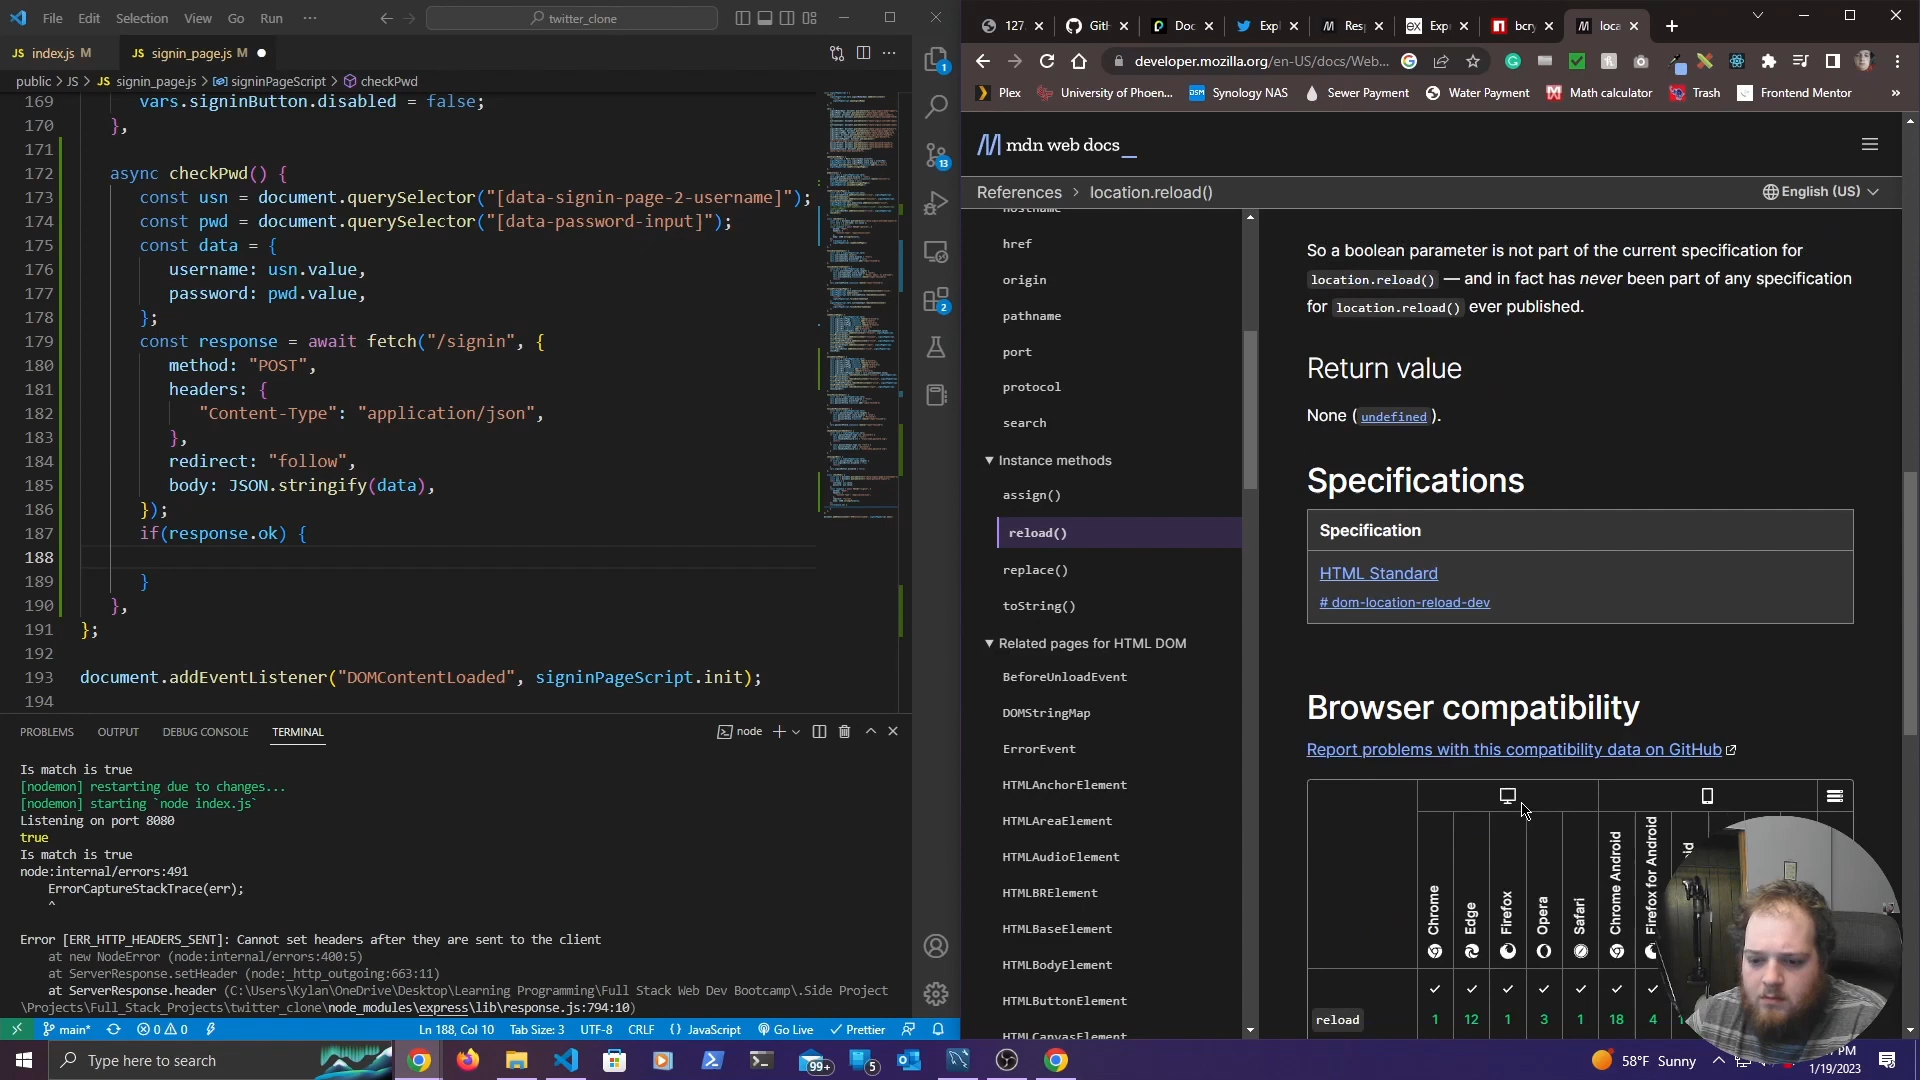 File Edit Selection View Go Run ··· twitter_clone
index.js M signin_page.js M
public > JS > signin_page.js > signinPageScript > checkPwd
169 vars.signinButton.disabled = false;
170 },
171
172 async checkPwd() {
173 const usn = document.querySelector("[data-signin-page-2-username]");
174 const pwd = document.querySelector("[data-password-input]");
175 const data = {
176 username: usn.value,
177 password: pwd.value,
178 };
179 const response = await fetch("/signin", {
180 method: "POST",
181 headers: {
182 "Content-Type": "application/json",
183 },
184 redirect: "follow",
185 body: JSON.stringify(data),
186 });
187 if(response.ok) {
188
189 }
190 },
191 };
192
193 document.addEventListener("DOMContentLoaded", signinPageScript.init);
194
PROBLEMS OUTPUT DEBUG CONSOLE TERMINAL node
Is match is true
[nodemon] restarting due to changes...
[nodemon] starting `node index.js`
Listening on port 8080
true
Is match is true
node:internal/errors:491
ErrorCaptureStackTrace(err);
^
Error [ERR_HTTP_HEADERS_SENT]: Cannot set headers after they are sent to the client
at new NodeError (node:internal/errors:400:5)
at ServerResponse.setHeader (node:_http_outgoing:663:11)
at ServerResponse.header (C:\Users\Kylan\OneDrive\Desktop\Learning Programming\Full Stack Web Dev Bootcamp\.Side Project
\Projects\Full_Stack_Projects\twitter_clone\node_modules\express\lib\response.js:794:10)
main* 0 0 Ln 188, Col 10 Tab Size: 3 UTF-8 CRLF {} JavaScript Go Live Prettier
1
13
2
127 GitH Doc Expl Resp Expr bcry loca
developer.mozilla.org/en-US/docs/Web...
Plex University of Phoen... Synology NAS Sewer Payment Water Payment Math calculator Trash Frontend Mentor »
mdn web docs_
References > location.reload() English (US)
hostname
href
origin
pathname
port
protocol
search
Instance methods
assign()
reload()
replace()
toString()
Related pages for HTML DOM
BeforeUnloadEvent
DOMStringMap
ErrorEvent
HTMLAnchorElement
HTMLAreaElement
HTMLAudioElement
HTMLBRElement
HTMLBaseElement
HTMLBodyElement
HTMLButtonElement
HTMLCanvasElement
So a boolean parameter is not part of the current specification for
location.reload() — and in fact has never been part of any specification
for location.reload() ever published.
Return value
None (undefined).
Specifications
Specification
HTML Standard
# dom-location-reload-dev
Browser compatibility
Report problems with this compatibility data on GitHub
Chrome Edge Firefox Opera Safari Chrome Android Firefox for Android
reload 1 12 1 3 1 18 4
Type here to search 99+ 5 58°F Sunny PM
1/19/2023